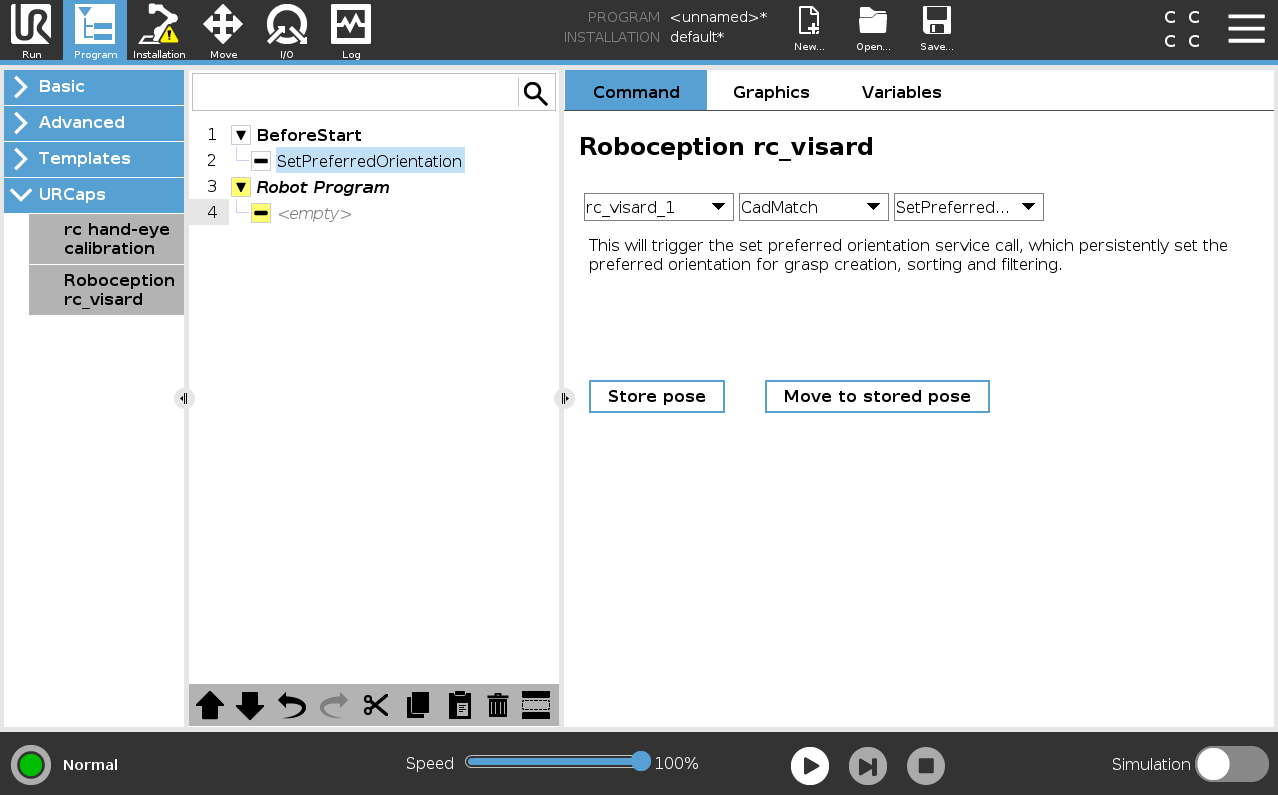 PROGRAM <unnamed>*
INSTALLATION default*
Run Program Installation Move I/O Log New... Open... Save...
C C
C C
Basic
Advanced
Templates
URCaps
rc hand-eye
calibration
Roboception
rc_visard
1 BeforeStart
2 SetPreferredOrientation
3 Robot Program
4 <empty>
Command Graphics Variables
Roboception rc_visard
rc_visard_1 CadMatch SetPreferred...
This will trigger the set preferred orientation service call, which persistently set the
preferred orientation for grasp creation, sorting and filtering.
Store pose Move to stored pose
Normal Speed 100% Simulation